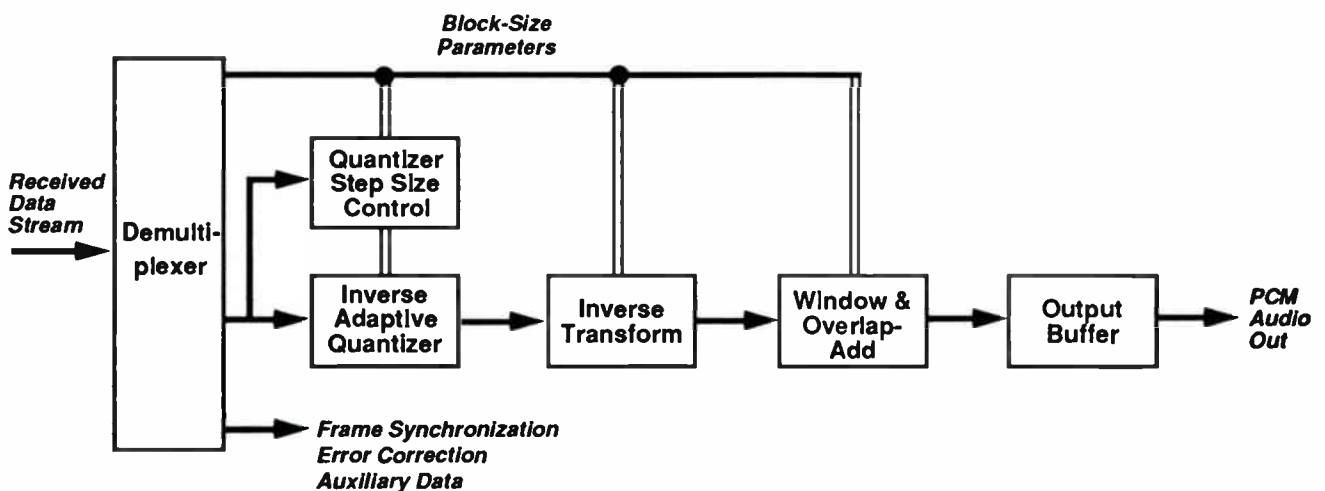 Block-Size
Parameters
Received
Data
Stream
Demulti-
plexer
Quantizer
Step Size
Control
Inverse
Adaptive
Quantizer
Inverse
Transform
Window &
Overlap-
Add
Output
Buffer
PCM
Audio
Out
Frame Synchronization
Error Correction
Auxiliary Data